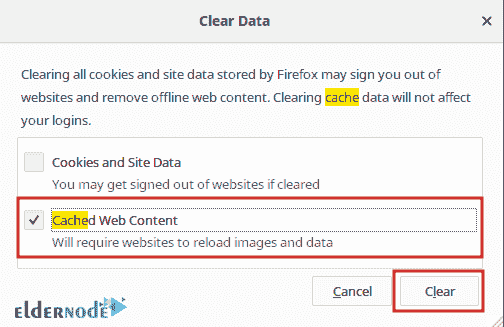 Clear Data
Clearing all cookies and site data stored by Firefox may sign you out of
websites and remove offline web content. Clearing cache data will not affect
your logins.
Cookies and Site Data
You may get signed out of websites if cleared
Cached Web Content
Will require websites to reload images and data
Cancel
Clear
eldernode